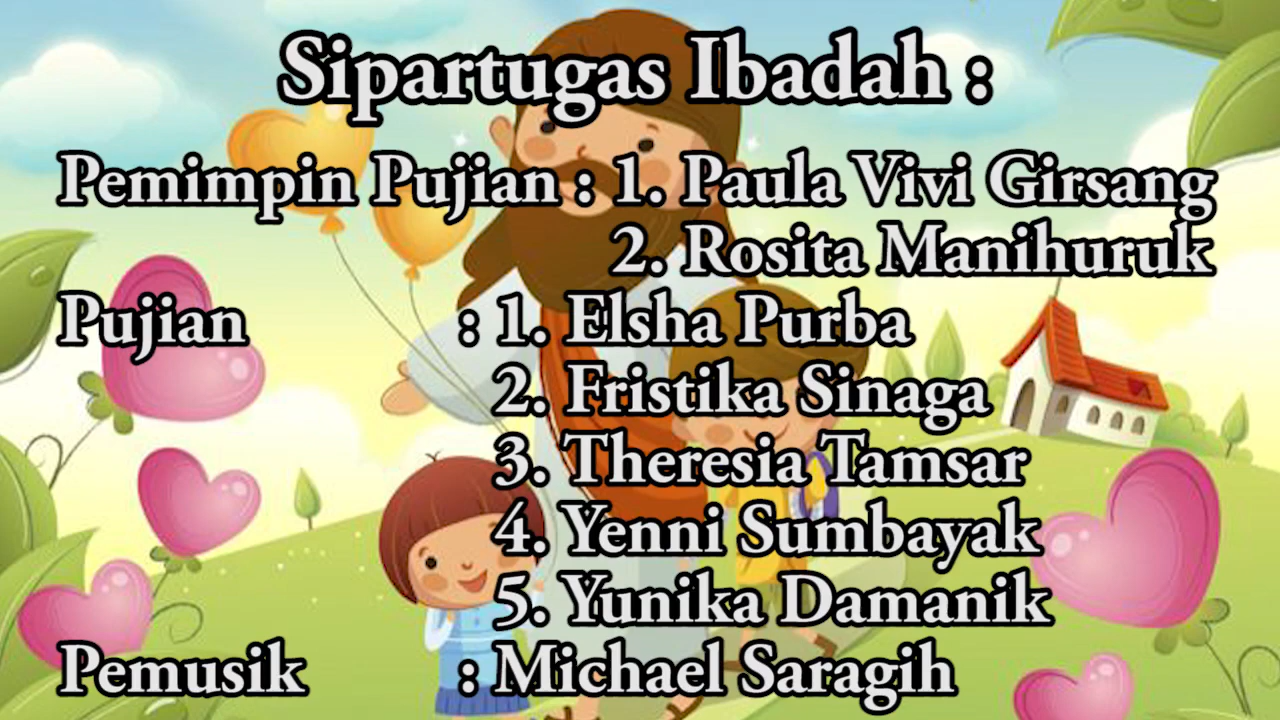 Sipartugas Ibadah :
Pemimpin Pujian : 1. Paula Vivi Girsang
2. Rosita Manihuruk
Pujian : 1. Elsha Purba
2. Fristika Sinaga
3. Theresia Tamsar
4. Yenni Sumbayak
5. Yunika Damanik
Pemusik : Michael Saragih